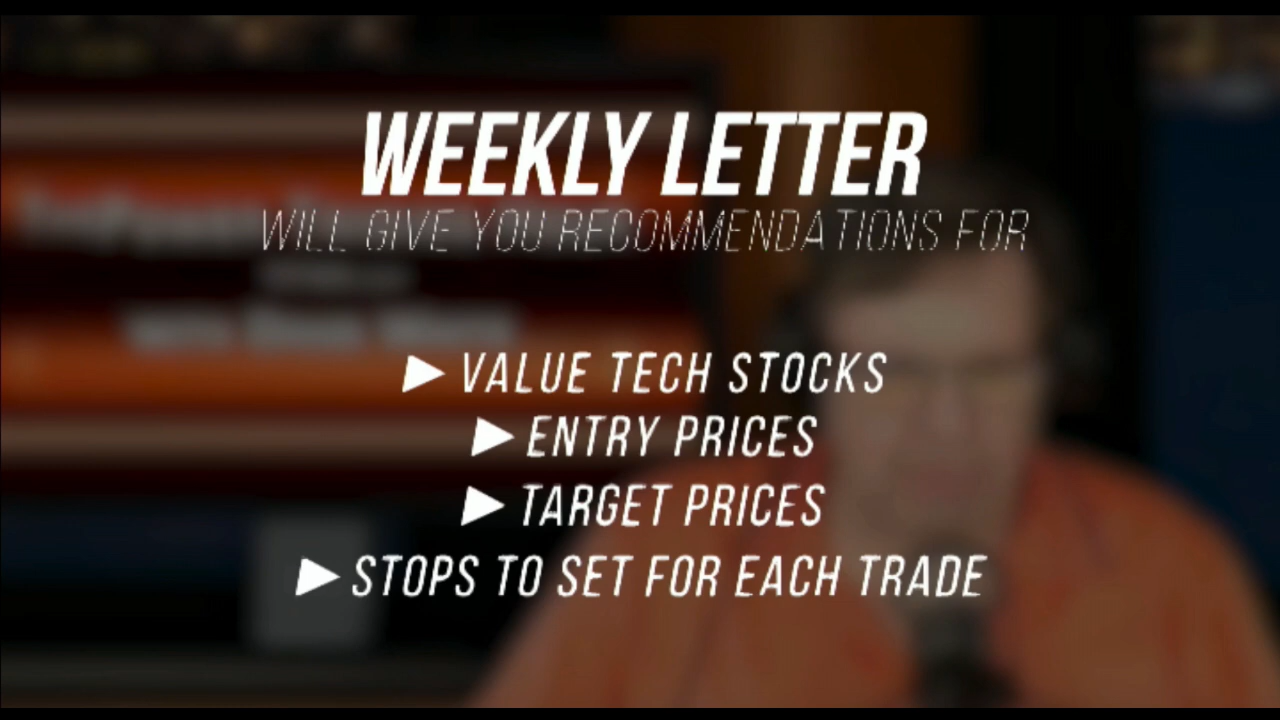 WEEKLY LETTER
WILL GIVE YOU RECOMMENDATIONS FOR
▶ VALUE TECH STOCKS
▶ ENTRY PRICES
▶ TARGET PRICES
▶ STOPS TO SET FOR EACH TRADE